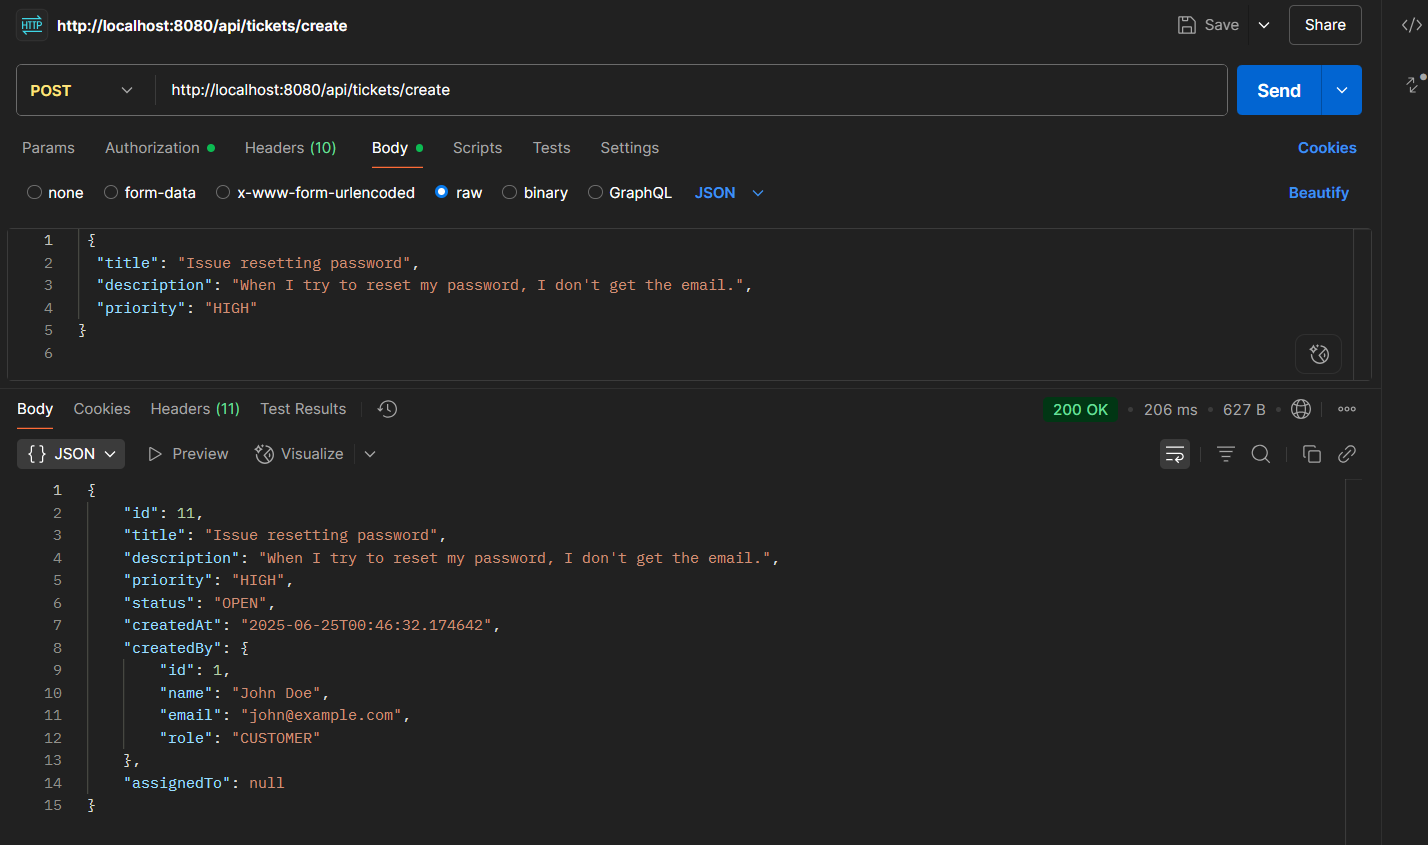 HTTP http://localhost:8080/api/tickets/create Save Share
POST http://localhost:8080/api/tickets/create Send
Params Authorization Headers (10) Body Scripts Tests Settings Cookies
none form-data x-www-form-urlencoded raw binary GraphQL JSON Beautify
1 {
2 "title": "Issue resetting password",
3 "description": "When I try to reset my password, I don't get the email.",
4 "priority": "HIGH"
5 }
6
Body Cookies Headers (11) Test Results 200 OK • 206 ms • 627 B
{} JSON Preview Visualize
1 {
2 "id": 11,
3 "title": "Issue resetting password",
4 "description": "When I try to reset my password, I don't get the email.",
5 "priority": "HIGH",
6 "status": "OPEN",
7 "createdAt": "2025-06-25T00:46:32.174642",
8 "createdBy": {
9 "id": 1,
10 "name": "John Doe",
11 "email": "john@example.com",
12 "role": "CUSTOMER"
13 },
14 "assignedTo": null
15 }